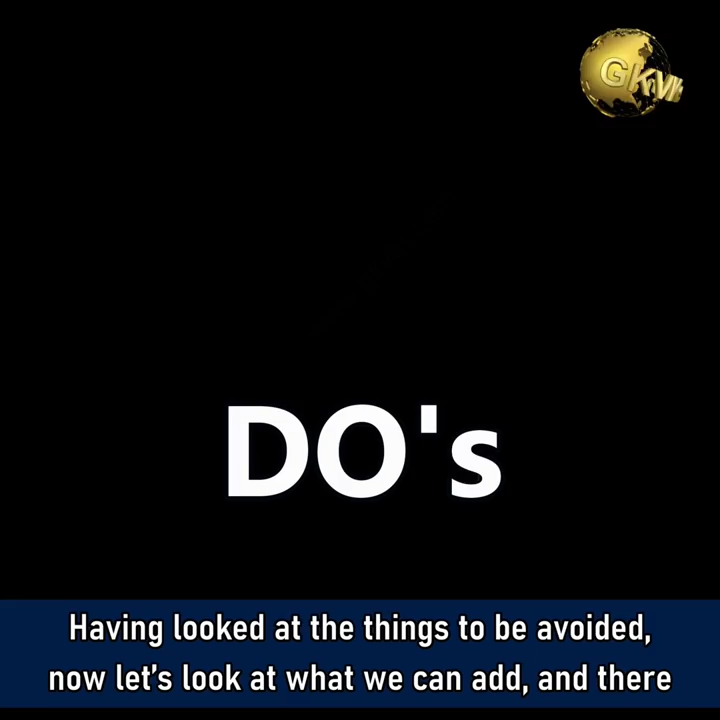 DO's
Having looked at the things to be avoided,
now let's look at what we can add, and there